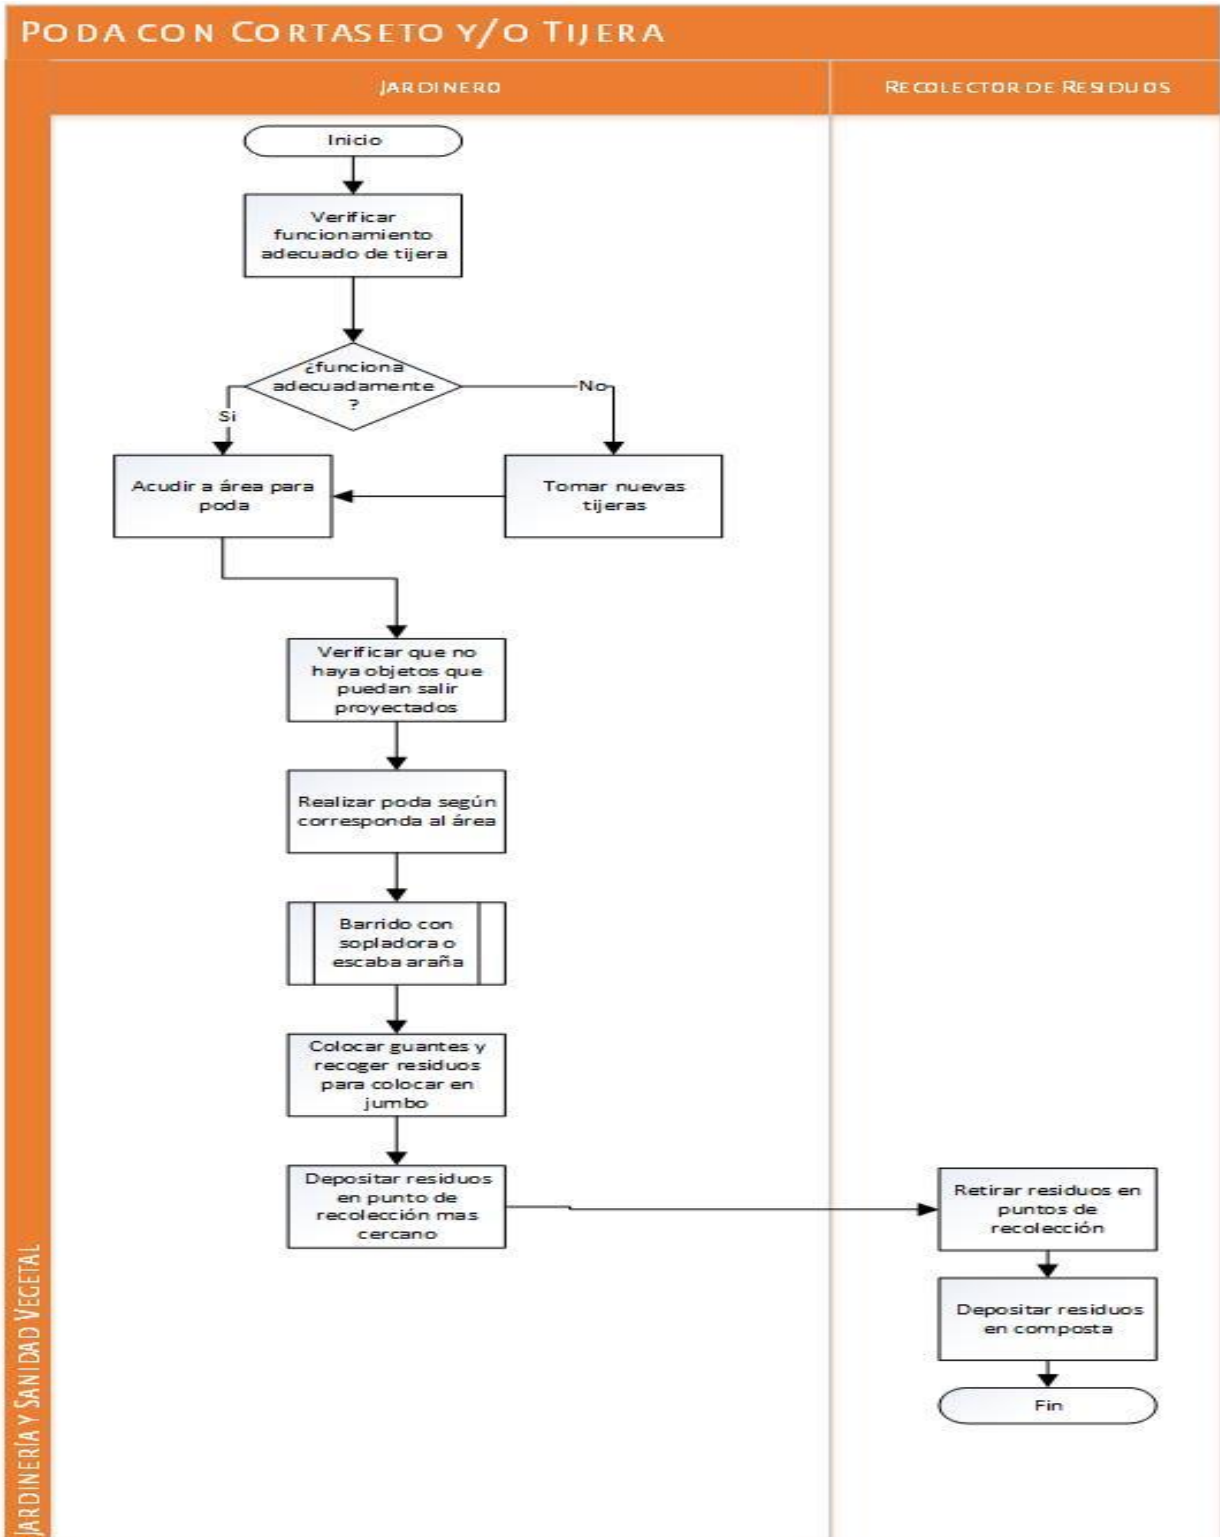 PODA CON CORTASETO Y/O TIJERA
JARDINERO
RECOLECTOR DE RESIDUOS
Inicio
Verificar
funcionamiento
adecuado de tijera
¿funciona
adecuadamente
?
Si
No
Acudir a área para
poda
Tomar nuevas
tijeras
Verificar que no
haya objetos que
puedan salir
proyectados
Realizar poda según
corresponda al área
Barrido con
sopladora o
escaba araña
Colocar guantes y
recoger residuos
para colocar en
jumbo
Depositar residuos
en punto de
recolección mas
cercano
Retirar residuos en
puntos de
recolección
Depositar residuos
en composta
Fin
JARDINERÍA Y SANIDAD VEGETAL